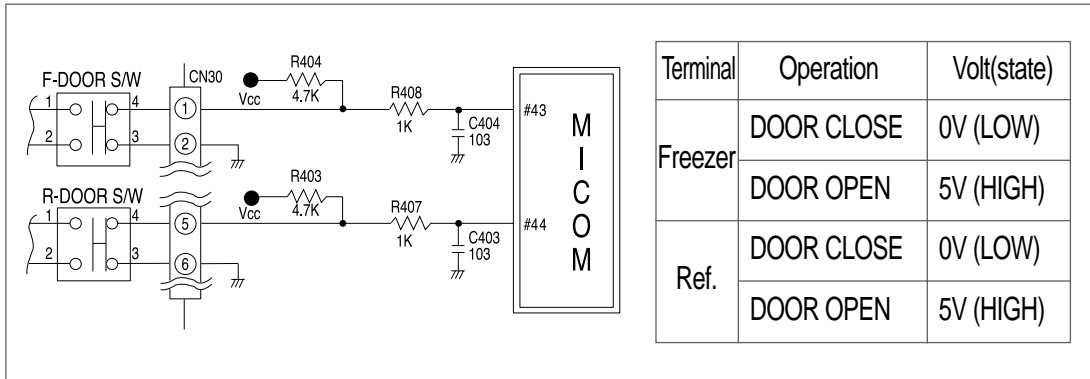 F-DOOR S/W
CN30
1
4
2
3
①
②
R404
Vcc
4.7K
R408
1K
C404
103
#43
R-DOOR S/W
1
4
2
3
⑤
⑥
R403
Vcc
4.7K
R407
1K
C403
103
#44
M
I
C
O
M
Terminal Operation Volt(state)
Freezer
DOOR CLOSE 0V (LOW)
DOOR OPEN 5V (HIGH)
Ref.
DOOR CLOSE 0V (LOW)
DOOR OPEN 5V (HIGH)